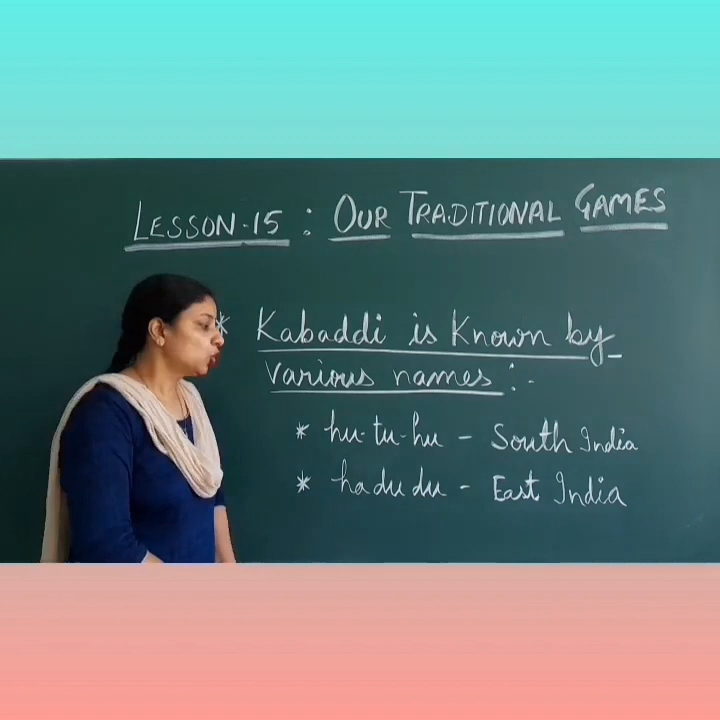 LESSON-15 : OUR TRADITIONAL GAMES
* Kabaddi is known by
various names :-
* hu-tu-hu - South India
* hadudu - East India